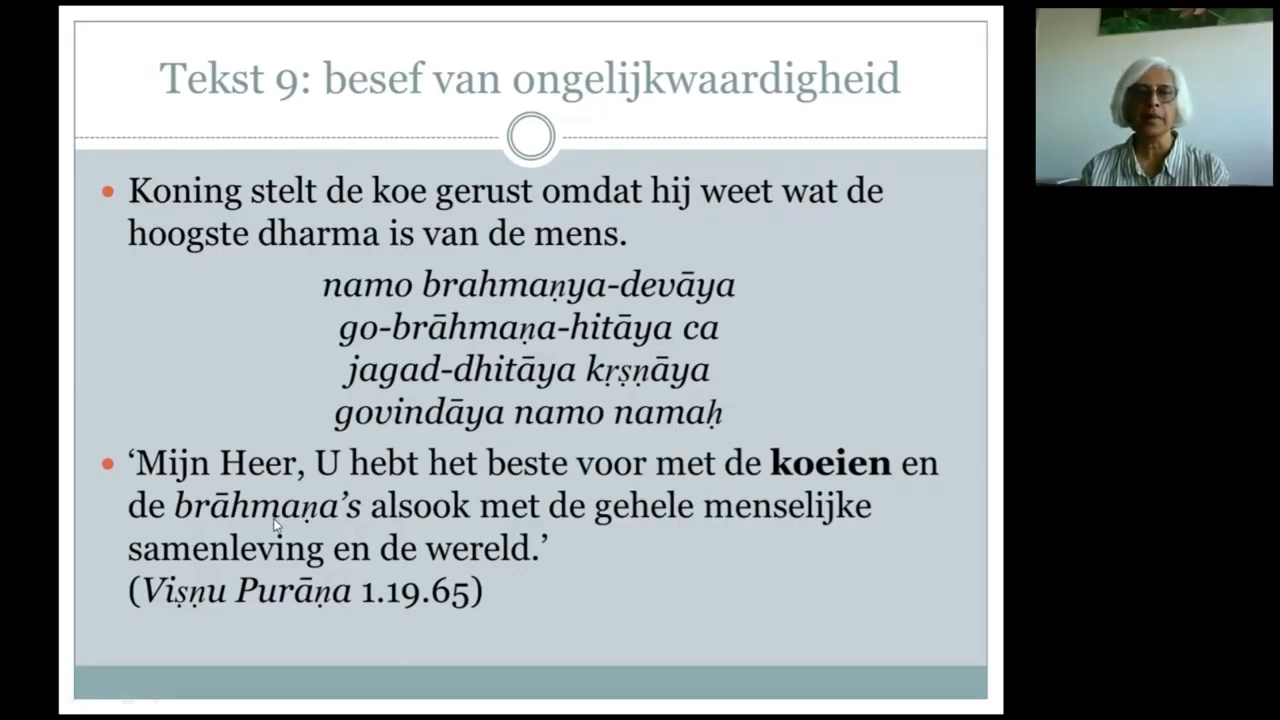 Tekst 9: besef van ongelijkwaardigheid
• Koning stelt de koe gerust omdat hij weet wat de
hoogste dharma is van de mens.
namo brahmaṇya-devāya
go-brāhmaṇa-hitāya ca
jagad-dhitāya kṛṣṇāya
govindāya namo namaḥ
• ‘Mijn Heer, U hebt het beste voor met de koeien en
de brāhmaṇa’s alsook met de gehele menselijke
samenleving en de wereld.’
(Viṣṇu Purāṇa 1.19.65)